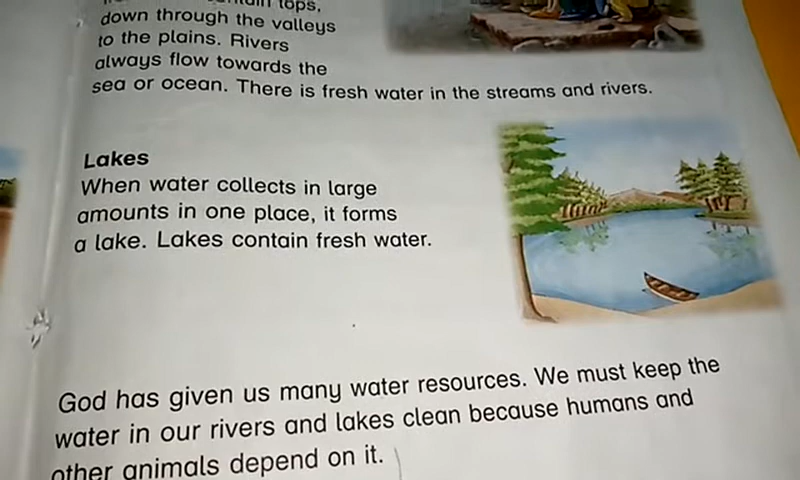 tops,
down through the valleys
to the plains. Rivers
always flow towards the
sea or ocean. There is fresh water in the streams and rivers.
Lakes
When water collects in large
amounts in one place, it forms
a lake. Lakes contain fresh water.
God has given us many water resources. We must keep the
water in our rivers and lakes clean because humans and
other animals depend on it.